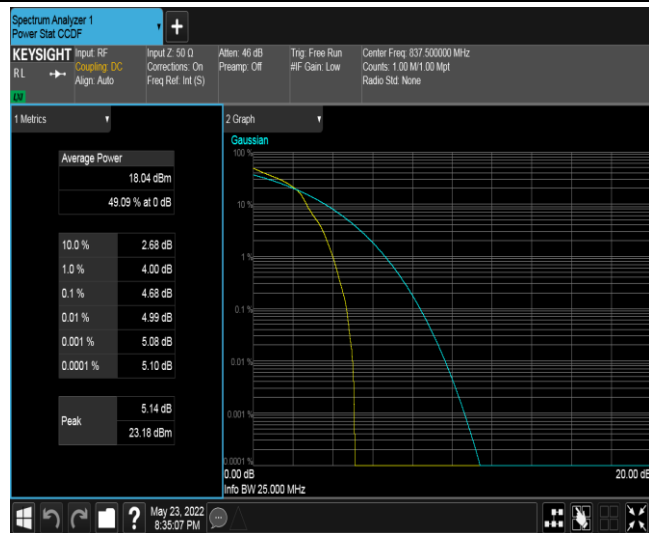 Spectrum Analyzer 1
Power Stat CCDF
+
KEYSIGHT
RL
LXI
Input: RF
Coupling: DC
Align: Auto
Input Z: 50 Ω
Corrections: On
Freq Ref: Int (S)
Atten: 46 dB
Preamp: Off
Trig: Free Run
#IF Gain: Low
Center Freq: 837.500000 MHz
Counts: 1.00 M/1.00 Mpt
Radio Std: None
1 Metrics
Average Power
18.04 dBm
49.09 % at 0 dB
10.0 % 2.68 dB
1.0 % 4.00 dB
0.1 % 4.68 dB
0.01 % 4.99 dB
0.001 % 5.08 dB
0.0001 % 5.10 dB
Peak
5.14 dB
23.18 dBm
2 Graph
Gaussian
100 %
10 %
1 %
0.1 %
0.01 %
0.001 %
0.0001 %
0.00 dB 20.00 dB
Info BW 25.000 MHz
?
May 23, 2022
8:35:07 PM